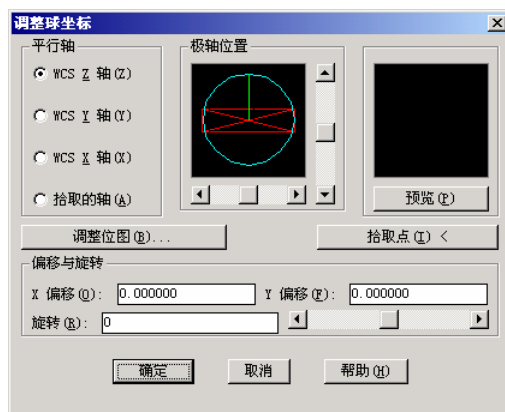 调整球坐标
平行轴
极轴位置
WCS Z 轴(Z)
WCS Y 轴(Y)
WCS X 轴(X)
拾取的轴(A)
预览(P)
调整位图(B)...
拾取点(I) <
偏移与旋转
X 偏移(O): 0.000000
Y 偏移(F): 0.000000
旋转(R): 0
确定
取消
帮助(H)